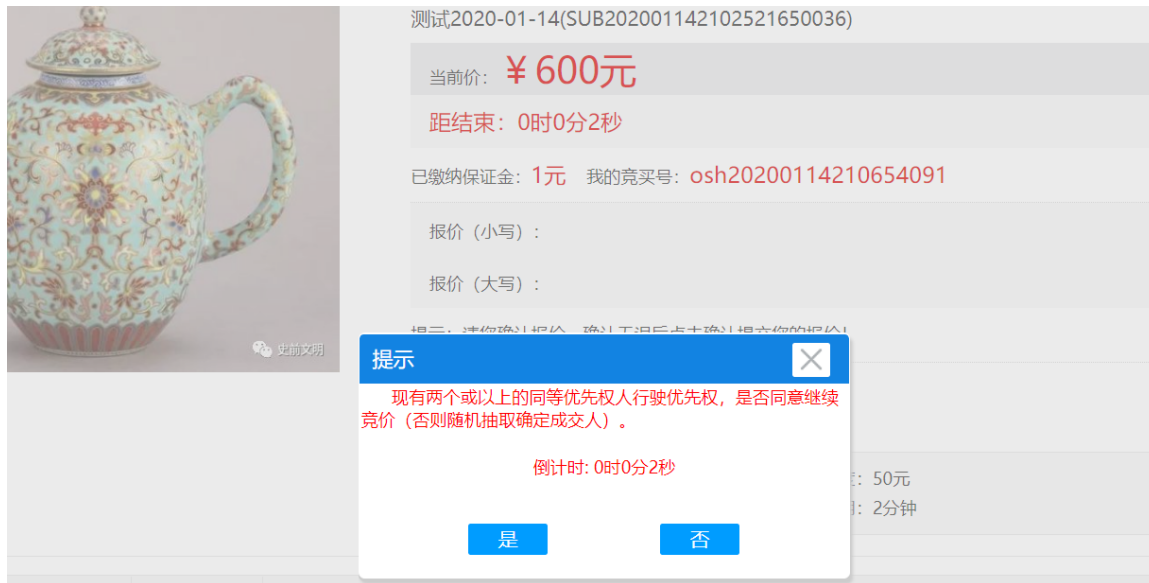 测试2020-01-14(SUB202001142102521650036)
当前价：￥600元
距结束：0时0分2秒
已缴纳保证金：1元 我的竞买号：osh20200114210654091
报价（小写）：
报价（大写）：
史前文明
提示
现有两个或以上的同等优先权人行驶优先权，是否同意继续
竞价（否则随机抽取确定成交人）。
倒计时: 0时0分2秒
：50元
：2分钟
是 否